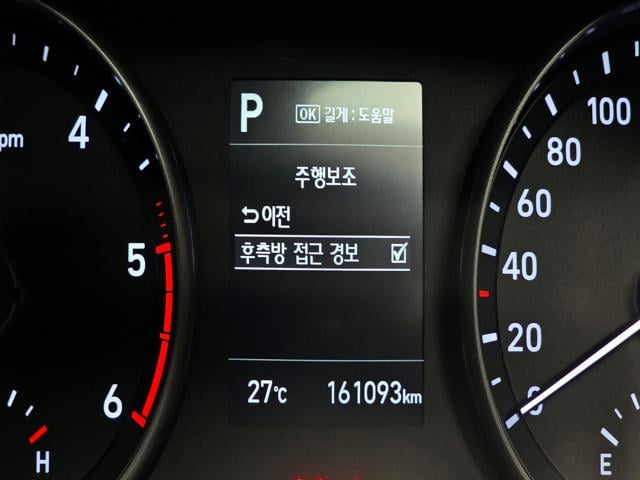 P
OK 길게 : 도움말
주행보조
이전
후측방 접근 경보
27℃ 161093km
pm
4
5
6
H
100
80
60
40
20
0
E